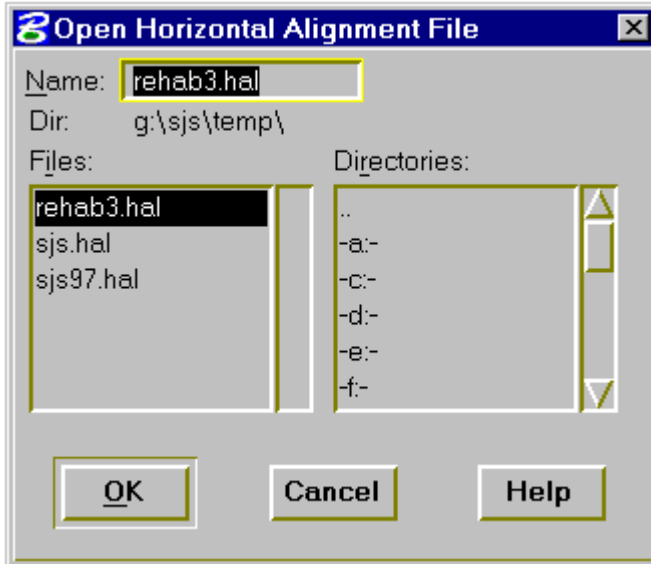 Open Horizontal Alignment File
Name: rehab3.hal
Dir: g:\sjs\temp\
Files:
rehab3.hal
sjs.hal
sjs97.hal
Directories:
..
-a:-
-c:-
-d:-
-e:-
-f:-
OK Cancel Help